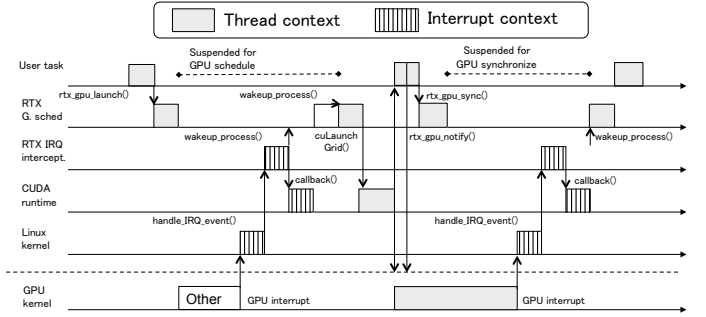 Thread context
Interrupt context
User task
Suspended for
GPU schedule
Suspended for
GPU synchronize
rtx_gpu_launch()
wakeup_process()
rtx_gpu_sync()
RTX
G. sched
wakeup_process()
cuLaunch
Grid()
rtx_gpu_notify()
wakeup_process()
RTX IRQ
intercept.
callback()
callback()
CUDA
runtime
handle_IRQ_event()
handle_IRQ_event()
Linux
kernel
GPU
kernel
Other
GPU interrupt
GPU interrupt